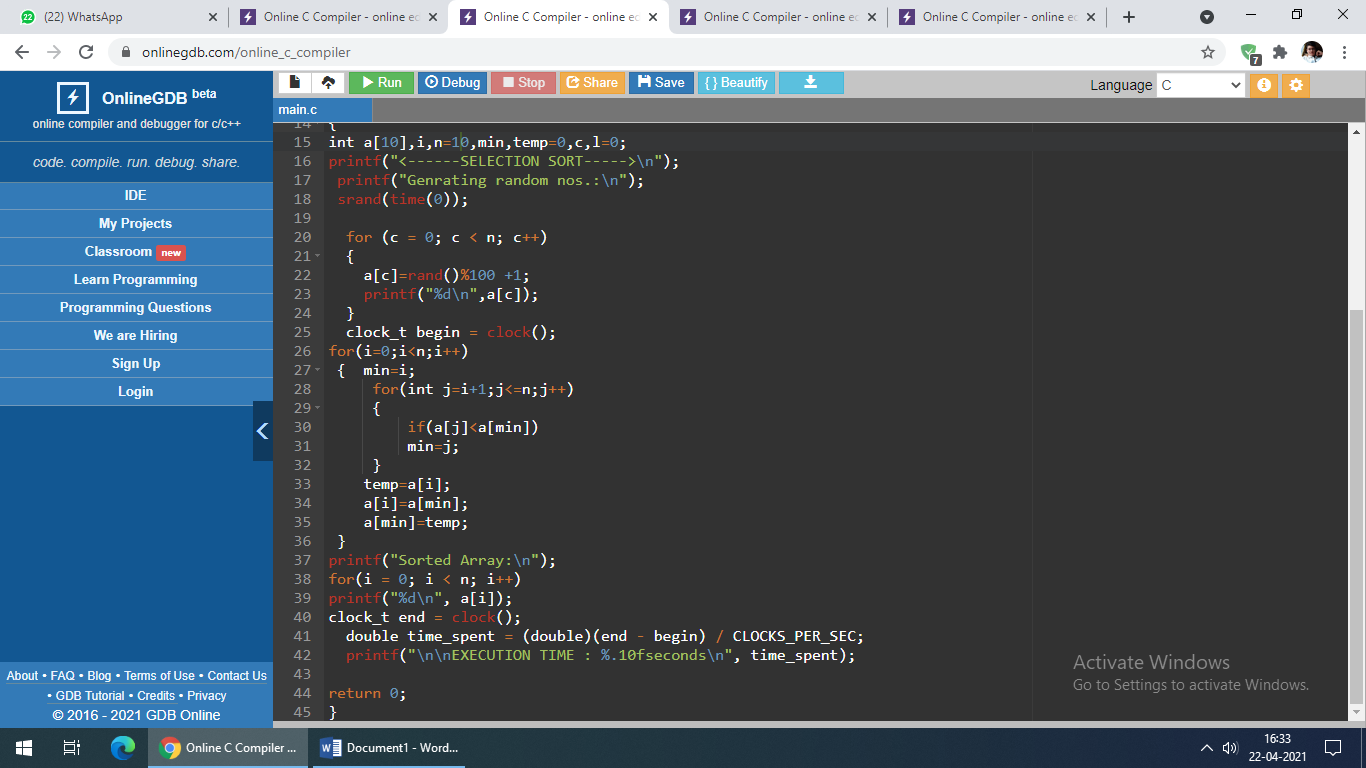 (22) WhatsApp
Online C Compiler - online ed
Online C Compiler - online ed
Online C Compiler - online ed
Online C Compiler - online ed
onlinegdb.com/online_c_compiler
7
OnlineGDB beta
online compiler and debugger for c/c++
code. compile. run. debug. share.
IDE
My Projects
Classroom new
Learn Programming
Programming Questions
We are Hiring
Sign Up
Login
About • FAQ • Blog • Terms of Use • Contact Us
• GDB Tutorial • Credits • Privacy
© 2016 - 2021 GDB Online
Run Debug Stop Share Save { } Beautify
Language C
main.c
14 {
15 int a[10],i,n=10,min,temp=0,c,l=0;
16 printf("<------SELECTION SORT----->\n");
17 printf("Genrating random nos.:\n");
18 srand(time(0));
19
20 for (c = 0; c < n; c++)
21 {
22 a[c]=rand()%100 +1;
23 printf("%d\n",a[c]);
24 }
25 clock_t begin = clock();
26 for(i=0;i<n;i++)
27 { min=i;
28 for(int j=i+1;j<=n;j++)
29 {
30 if(a[j]<a[min])
31 min=j;
32 }
33 temp=a[i];
34 a[i]=a[min];
35 a[min]=temp;
36 }
37 printf("Sorted Array:\n");
38 for(i = 0; i < n; i++)
39 printf("%d\n", a[i]);
40 clock_t end = clock();
41 double time_spent = (double)(end - begin) / CLOCKS_PER_SEC;
42 printf("\n\nEXECUTION TIME : %.10fseconds\n", time_spent);
43
44 return 0;
45 }
Activate Windows
Go to Settings to activate Windows.
Online C Compiler ...
Document1 - Word...
16:33
22-04-2021